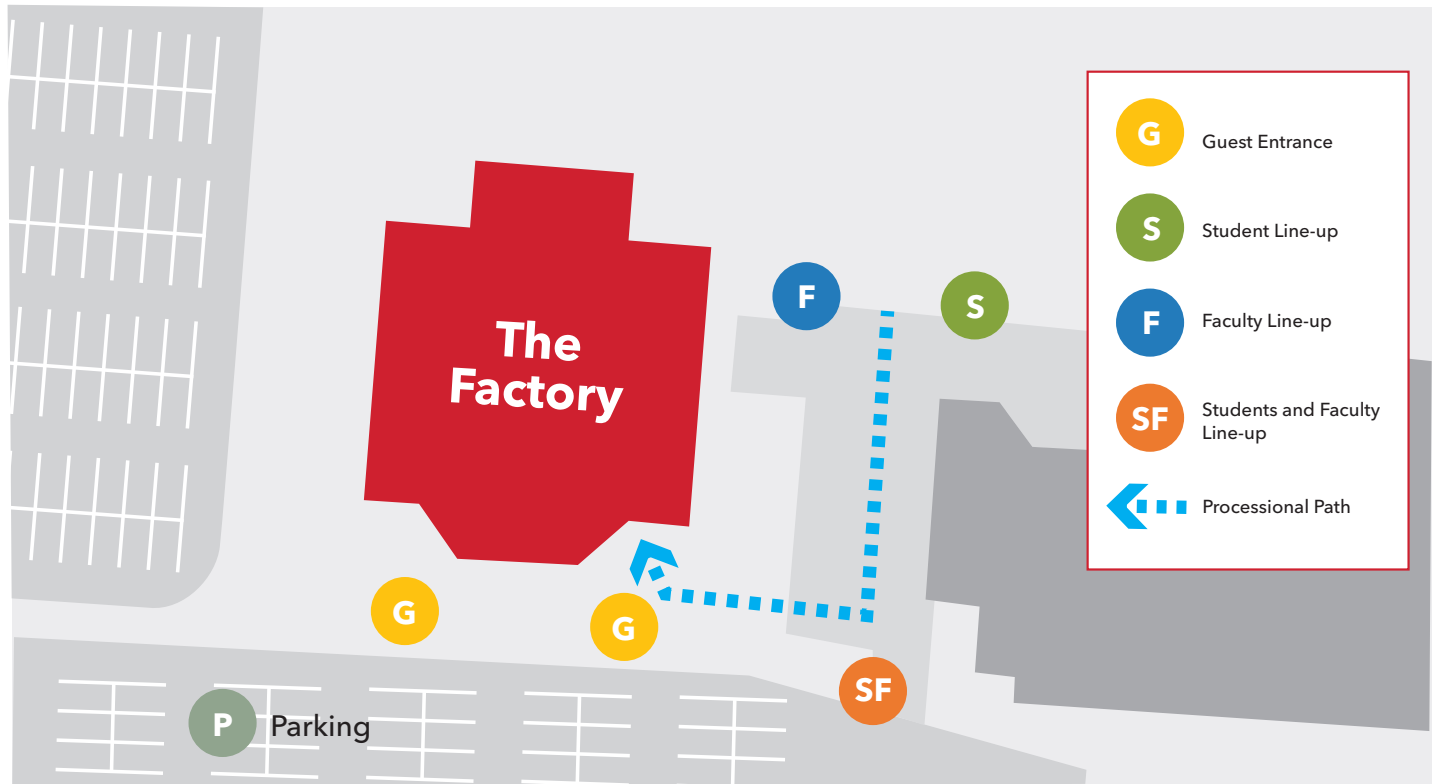 The
Factory
F
S
G
G
SF
P
Parking
G
Guest Entrance
S
Student Line-up
F
Faculty Line-up
SF
Students and Faculty
Line-up
Processional Path